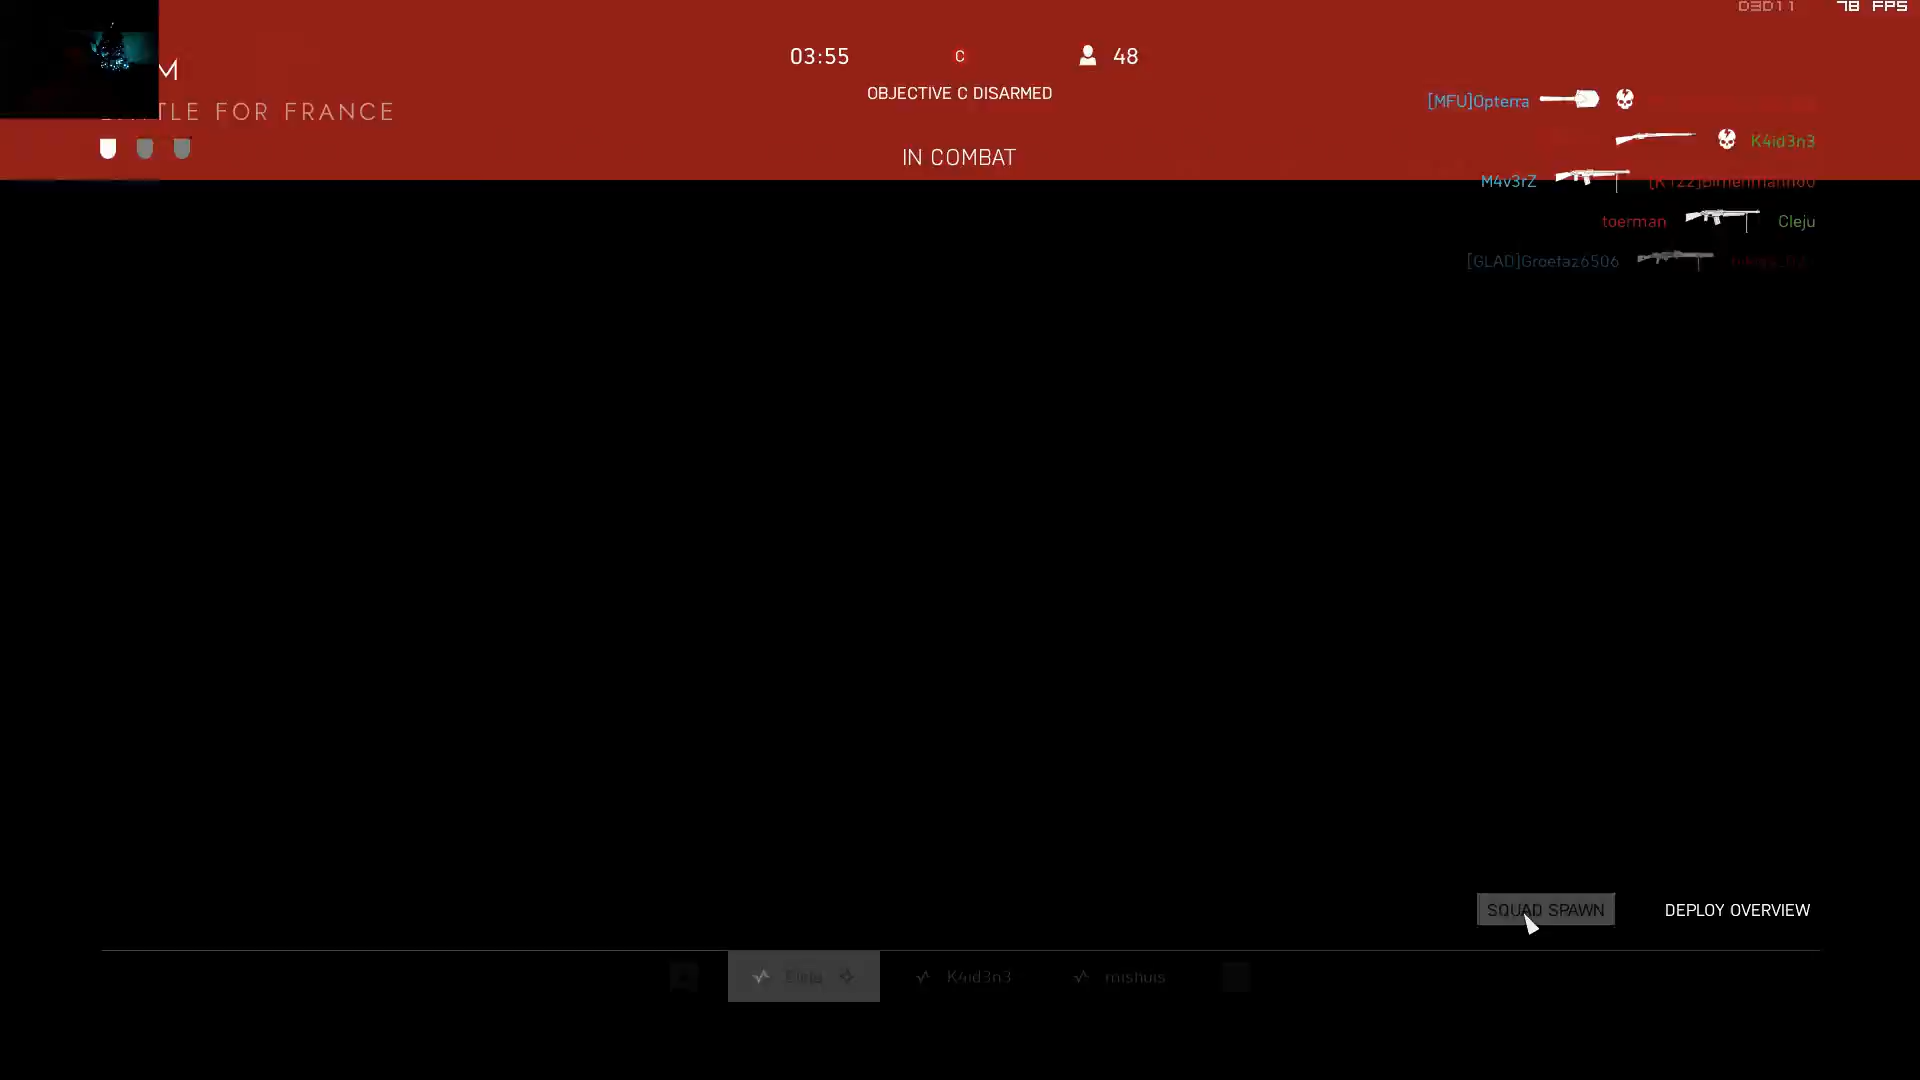 D3D11 78 FPS
03:55 C 48
M
OBJECTIVE C DISARMED
TLE FOR FRANCE
IN COMBAT
[MFU]Opterra
K4id3n3
M4v3rZ
toerman Cleju
[GLAD]Groefaz6506
SQUAD SPAWN DEPLOY OVERVIEW
K4id3n3 mishuis